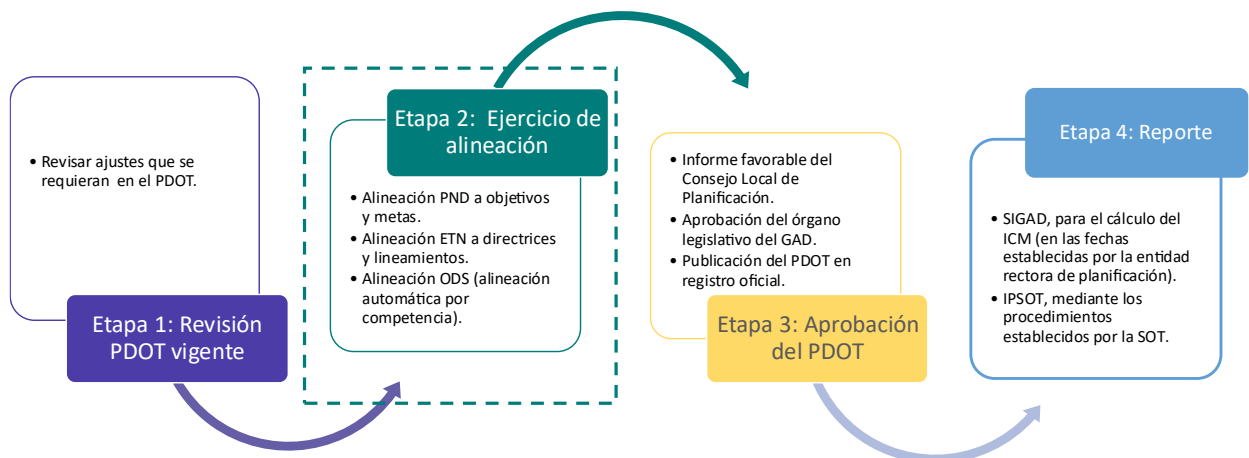 • Revisar ajustes que se
requieran en el PDOT.
Etapa 1: Revisión
PDOT vigente
Etapa 2: Ejercicio de
alineación
• Alineación PND a objetivos
y metas.
• Alineación ETN a directrices
y lineamientos.
• Alineación ODS (alineación
automática por
competencia).
• Informe favorable del
Consejo Local de
Planificación.
• Aprobación del órgano
legislativo del GAD.
• Publicación del PDOT en
registro oficial.
Etapa 3: Aprobación
del PDOT
Etapa 4: Reporte
• SIGAD, para el cálculo del
ICM (en las fechas
establecidas por la entidad
rectora de planificación).
• IPSOT, mediante los
procedimientos
establecidos por la SOT.